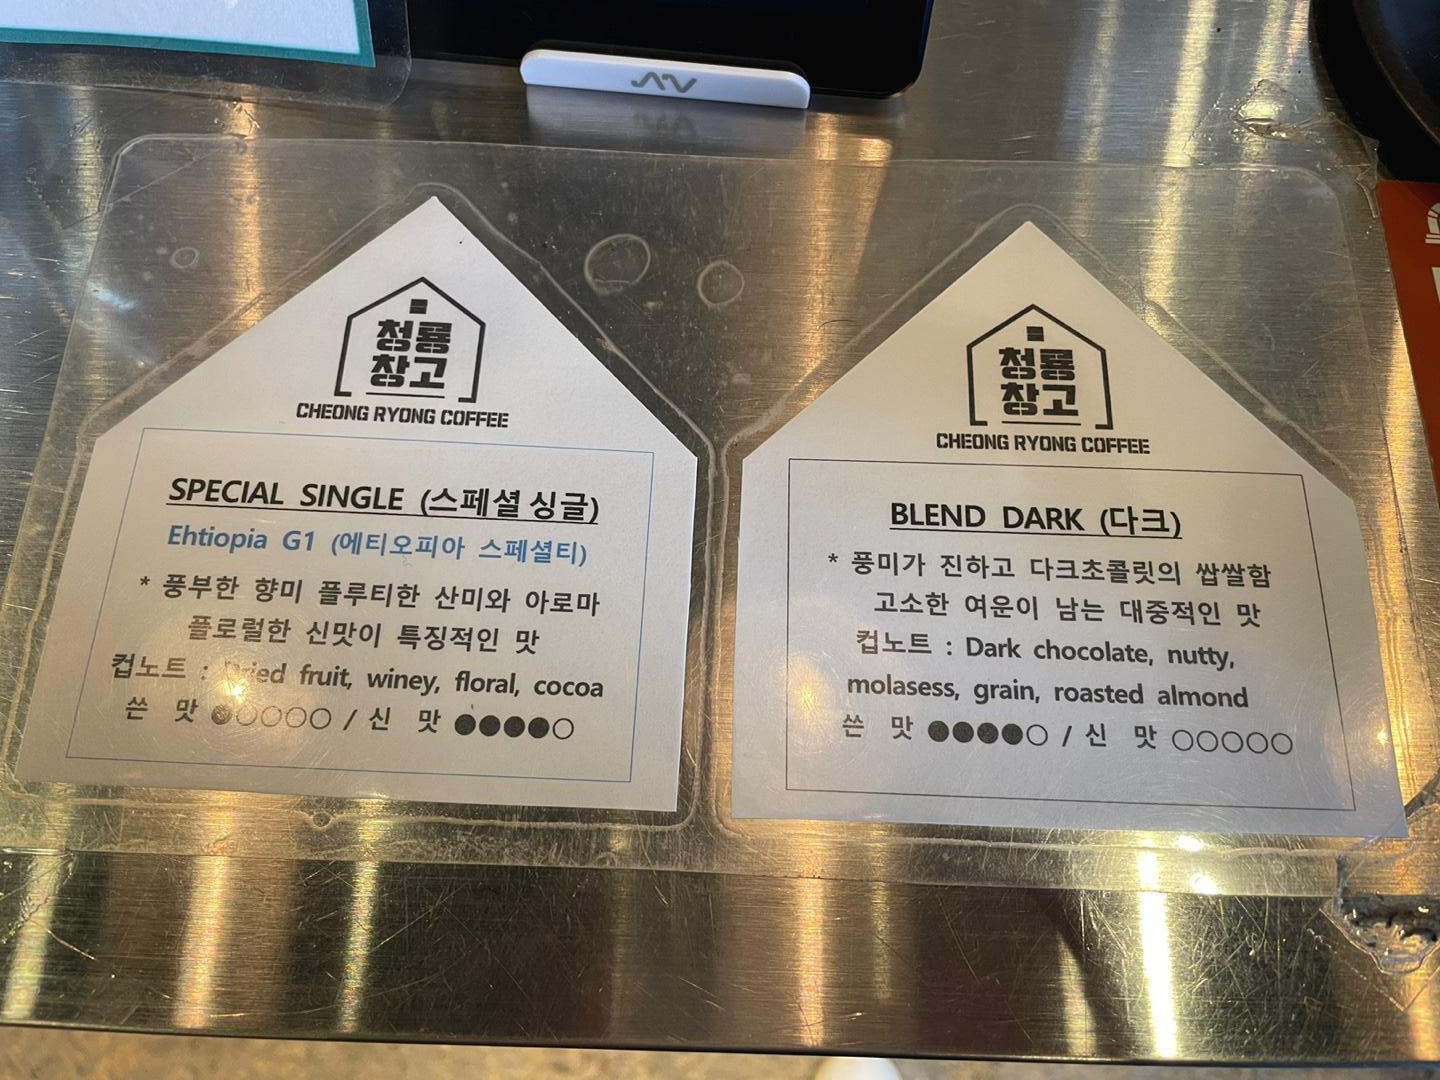 청룡
창고
CHEONG RYONG COFFEE
SPECIAL SINGLE (스페셜 싱글)
Ehtiopia G1 (에티오피아 스페셜티)
* 풍부한 향미 플루티한 산미와 아로마
플로럴한 신맛이 특징적인 맛
컵노트 : Dried fruit, winey, floral, cocoa
쓴 맛 ●○○○○ / 신 맛 ●●●●○
청룡
창고
CHEONG RYONG COFFEE
BLEND DARK (다크)
* 풍미가 진하고 다크초콜릿의 쌉쌀함
고소한 여운이 남는 대중적인 맛
컵노트 : Dark chocolate, nutty,
molasess, grain, roasted almond
쓴 맛 ●●●●○ / 신 맛 ○○○○○